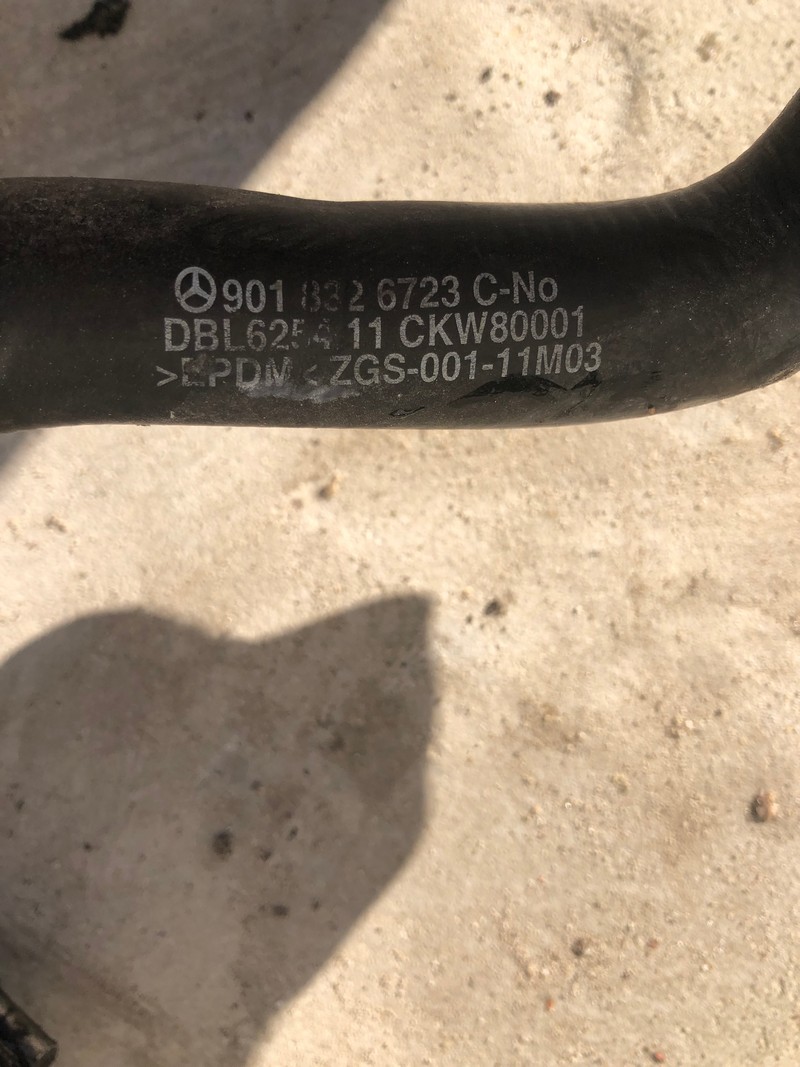 901 832 6723 C-No
DBL6254 11 CKW80001
>EPDM< ZGS-001-11M03